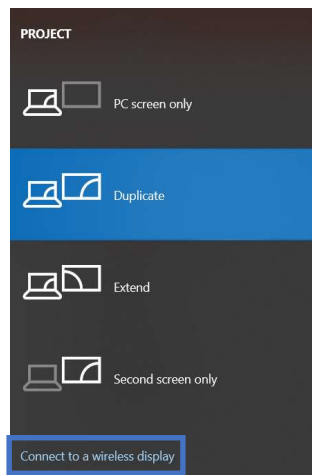 PROJECT
PC screen only
Duplicate
Extend
Second screen only
Connect to a wireless display